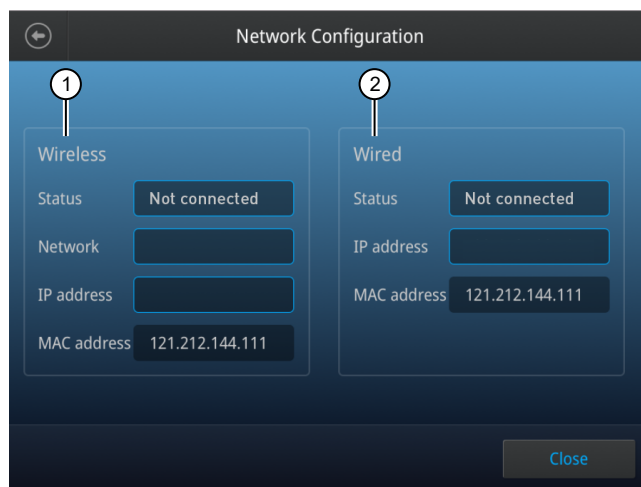 Network Configuration
1
2
Wireless
Status Not connected
Network
IP address
MAC address 121.212.144.111
Wired
Status Not connected
IP address
MAC address 121.212.144.111
Close